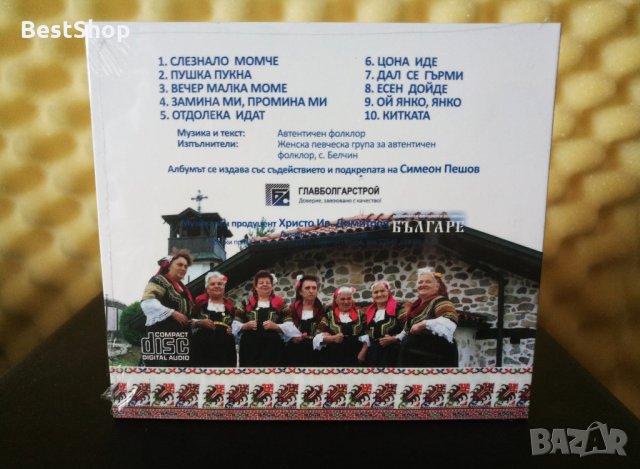 BestShop
1. СЛЕЗНАЛО МОМЧЕ
2. ПУШКА ПУКНА
3. ВЕЧЕР МАЛКА МОМЕ
4. ЗАМИНА МИ, ПРОМИНА МИ
5. ОТДОЛЕКА ИДАТ
6. ЦОНА ИДЕ
7. ДАЛ СЕ ГЪРМИ
8. ЕСЕН ДОЙДЕ
9. ОЙ ЯНКО, ЯНКО
10. КИТКАТА
Музика и текст: Автентичен фолклор
Изпълнители: Женска певческа група за автентичен
фолклор, с. Белчин
Албумът се издава със съдействието и подкрепата на Симеон Пешов
ГЛАВБОЛГАРСТРОЙ
Доверие, завоювано с качество!
продуцент Христо Ив. Димитров
БЪЛГАРЕ
COMPACT
disc
DIGITAL AUDIO
BAZAR
bazar.bg